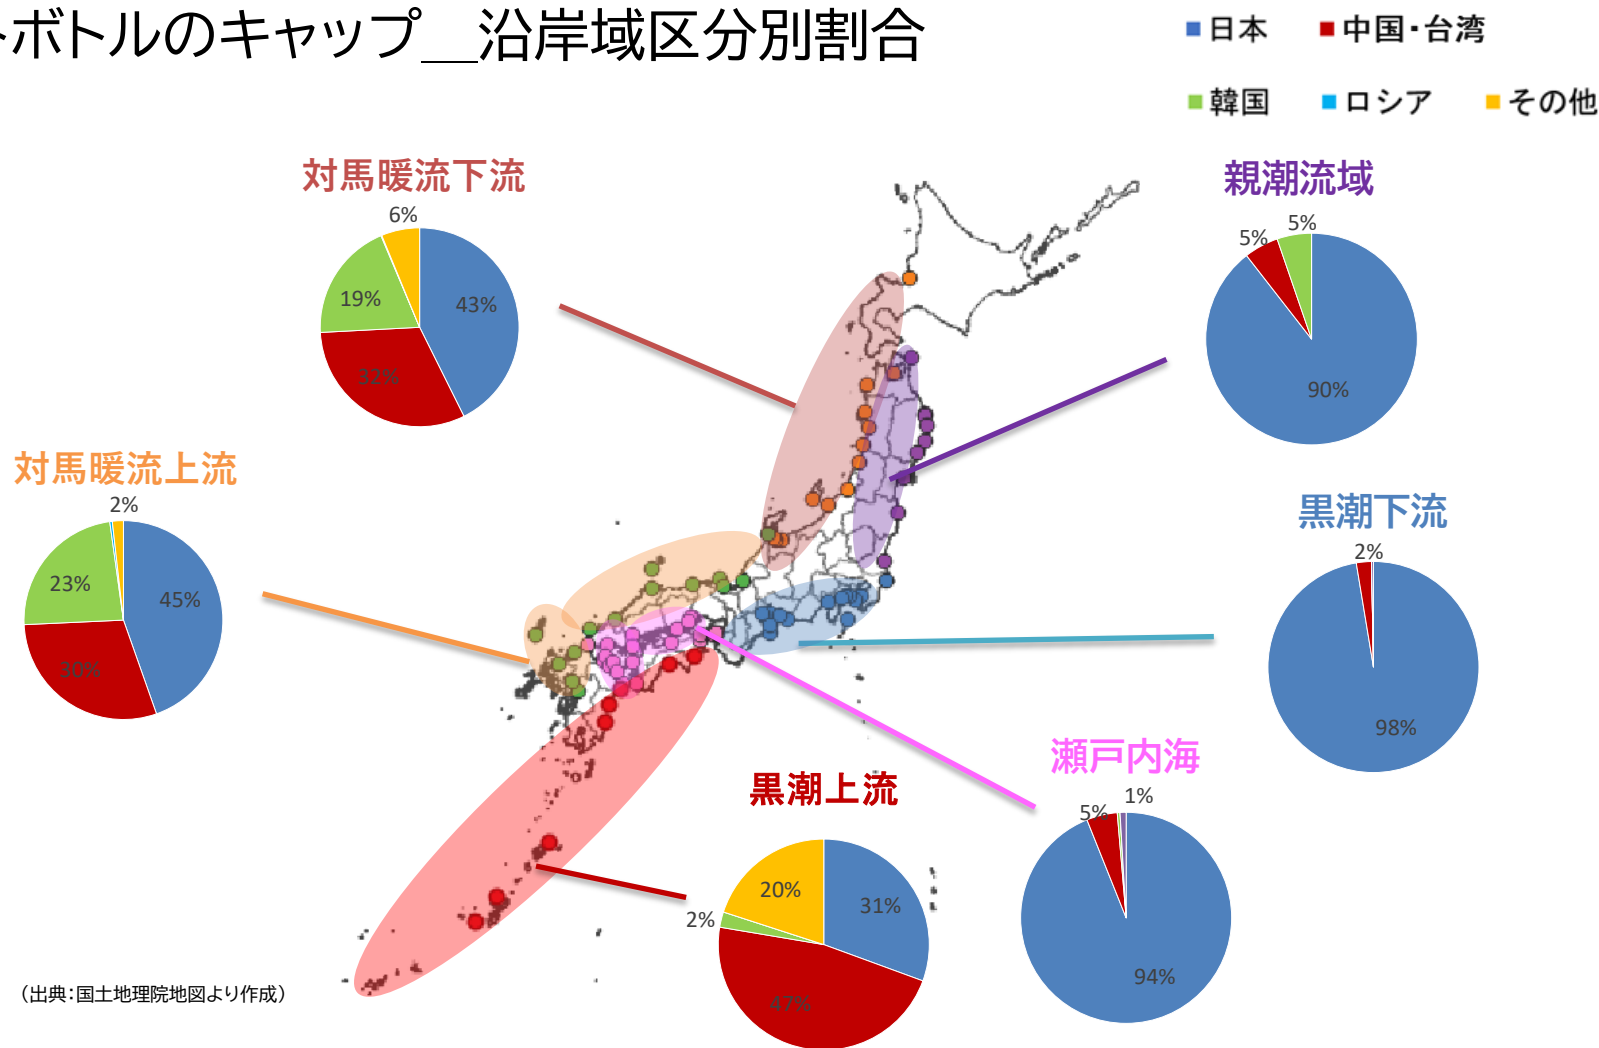 トボトルのキャップ__沿岸域区分別割合
日本
中国・台湾
韓国
ロシア
その他
対馬暖流下流
6%
43%
19%
32%
親潮流域
5%
5%
90%
対馬暖流上流
2%
45%
23%
30%
黒潮下流
2%
98%
瀬戸内海
1%
5%
94%
黒潮上流
20%
31%
2%
47%
（出典：国土地理院地図より作成）